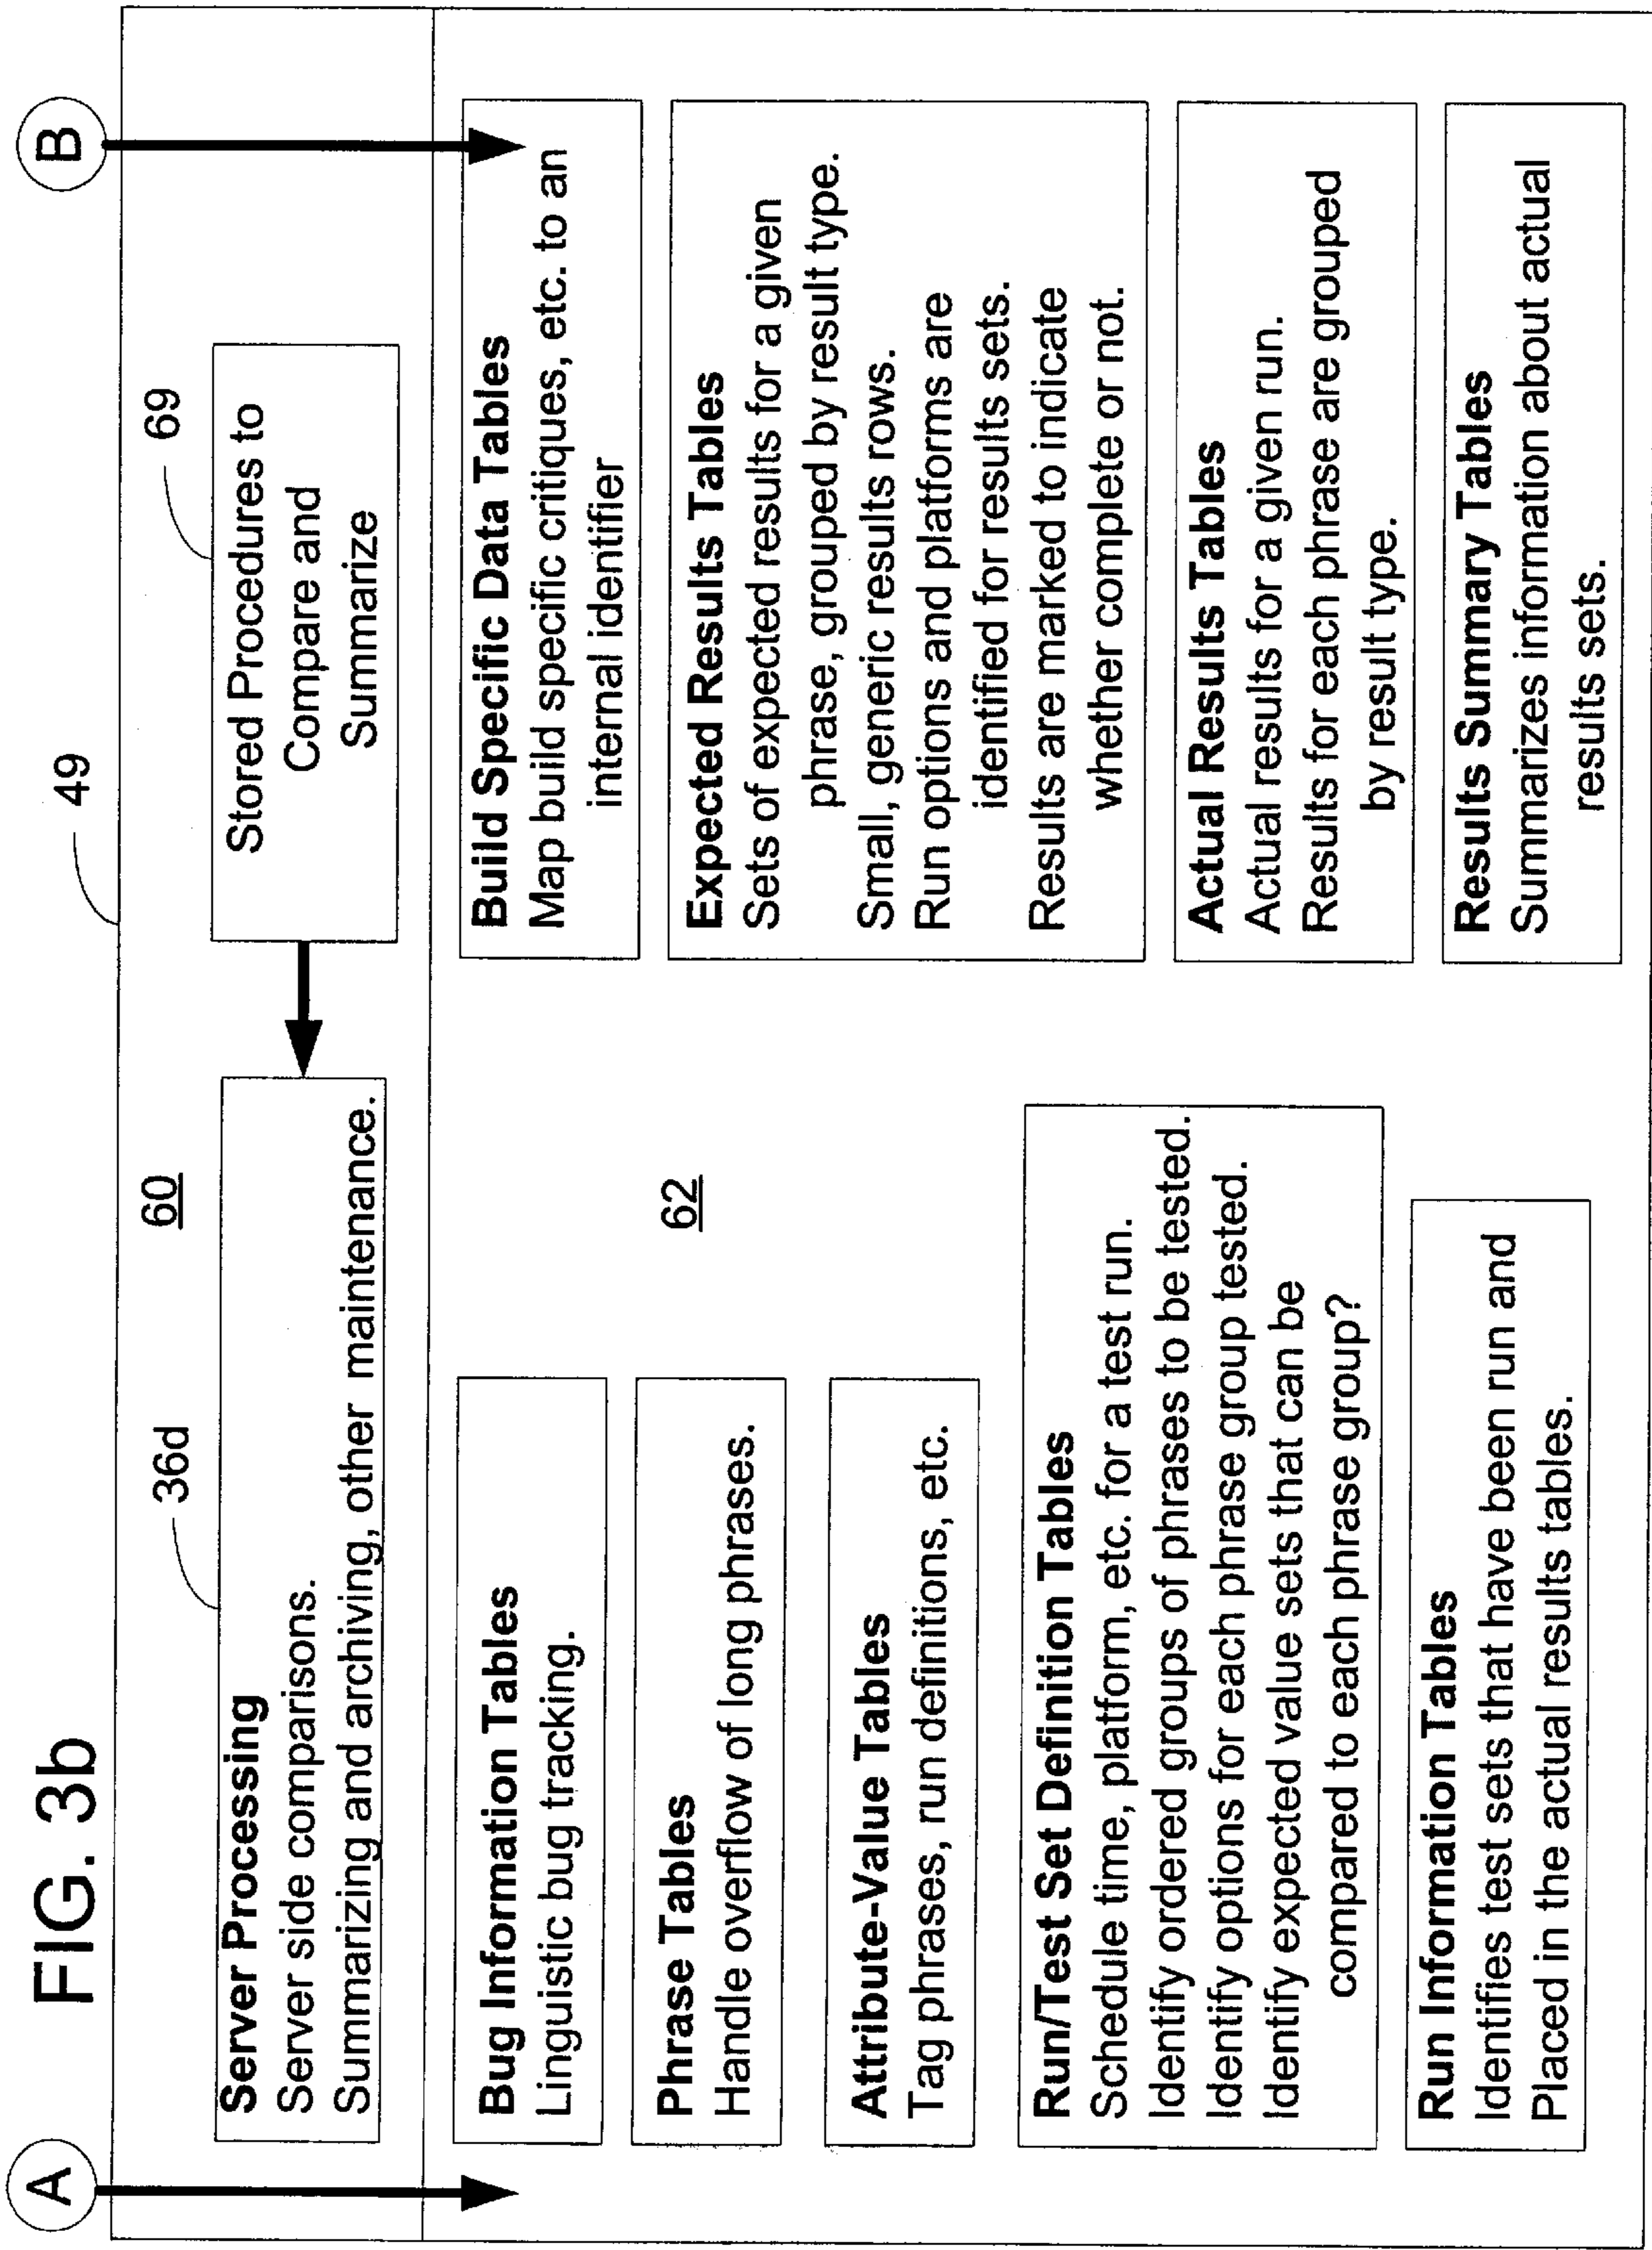 FIG. 3b
A
B
49
60
36d
69
Server Processing
Server side comparisons.
Summarizing and archiving, other maintenance.
Stored Procedures to
Compare and
Summarize
62
Bug Information Tables
Linguistic bug tracking.
Phrase Tables
Handle overflow of long phrases.
Attribute-Value Tables
Tag phrases, run definitions, etc.
Run/Test Set Definition Tables
Schedule time, platform, etc. for a test run.
Identify ordered groups of phrases to be tested.
Identify options for each phrase group tested.
Identify expected value sets that can be
compared to each phrase group?
Run Information Tables
Identifies test sets that have been run and
Placed in the actual results tables.
Build Specific Data Tables
Map build specific critiques, etc. to an
internal identifier
Expected Results Tables
Sets of expected results for a given
phrase, grouped by result type.
Small, generic results rows.
Run options and platforms are
identified for results sets.
Results are marked to indicate
whether complete or not.
Actual Results Tables
Actual results for a given run.
Results for each phrase are grouped
by result type.
Results Summary Tables
Summarizes information about actual
results sets.